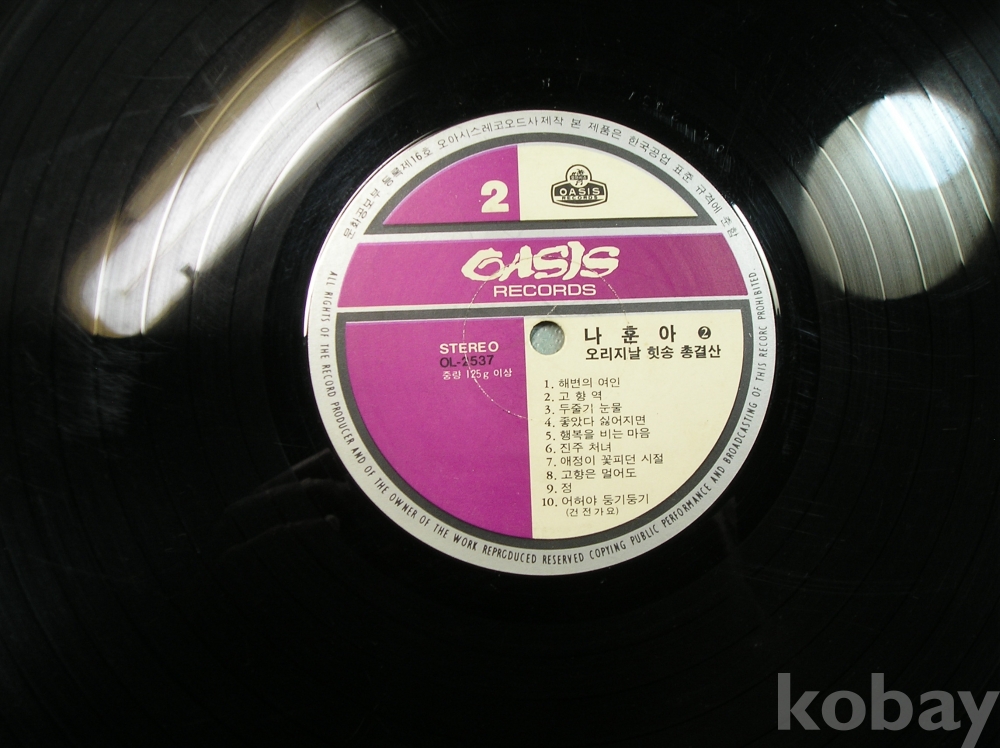 문화공보부 등록제16호 오아시스레코오드사제작 본 제품은 한국공업 표준 규격에 준함
2
OASIS
RECORDS
OASIS
RECORDS
STEREO
OL-2537
중량 125g 이상
나 훈 아 ❷
오리지날 힛송 총결산
1. 해변의 여인
2. 고 향 역
3. 두줄기 눈물
4. 좋았다 싫어지면
5. 행복을 비는 마음
6. 진주 처녀
7. 애정이 꽃피던 시절
8. 고향은 멀어도
9. 정
10. 어허야 둥기둥기
(건 전 가 요)
ALL RIGHTS OF THE RECORD PRODUCER AND OF THE OWNER OF THE WORK REPRCDUCED RESERVED COPYING PUBLIC PERFORMANCE AND BROADCASTING OF THIS RECORC PROHIBITED
kobay